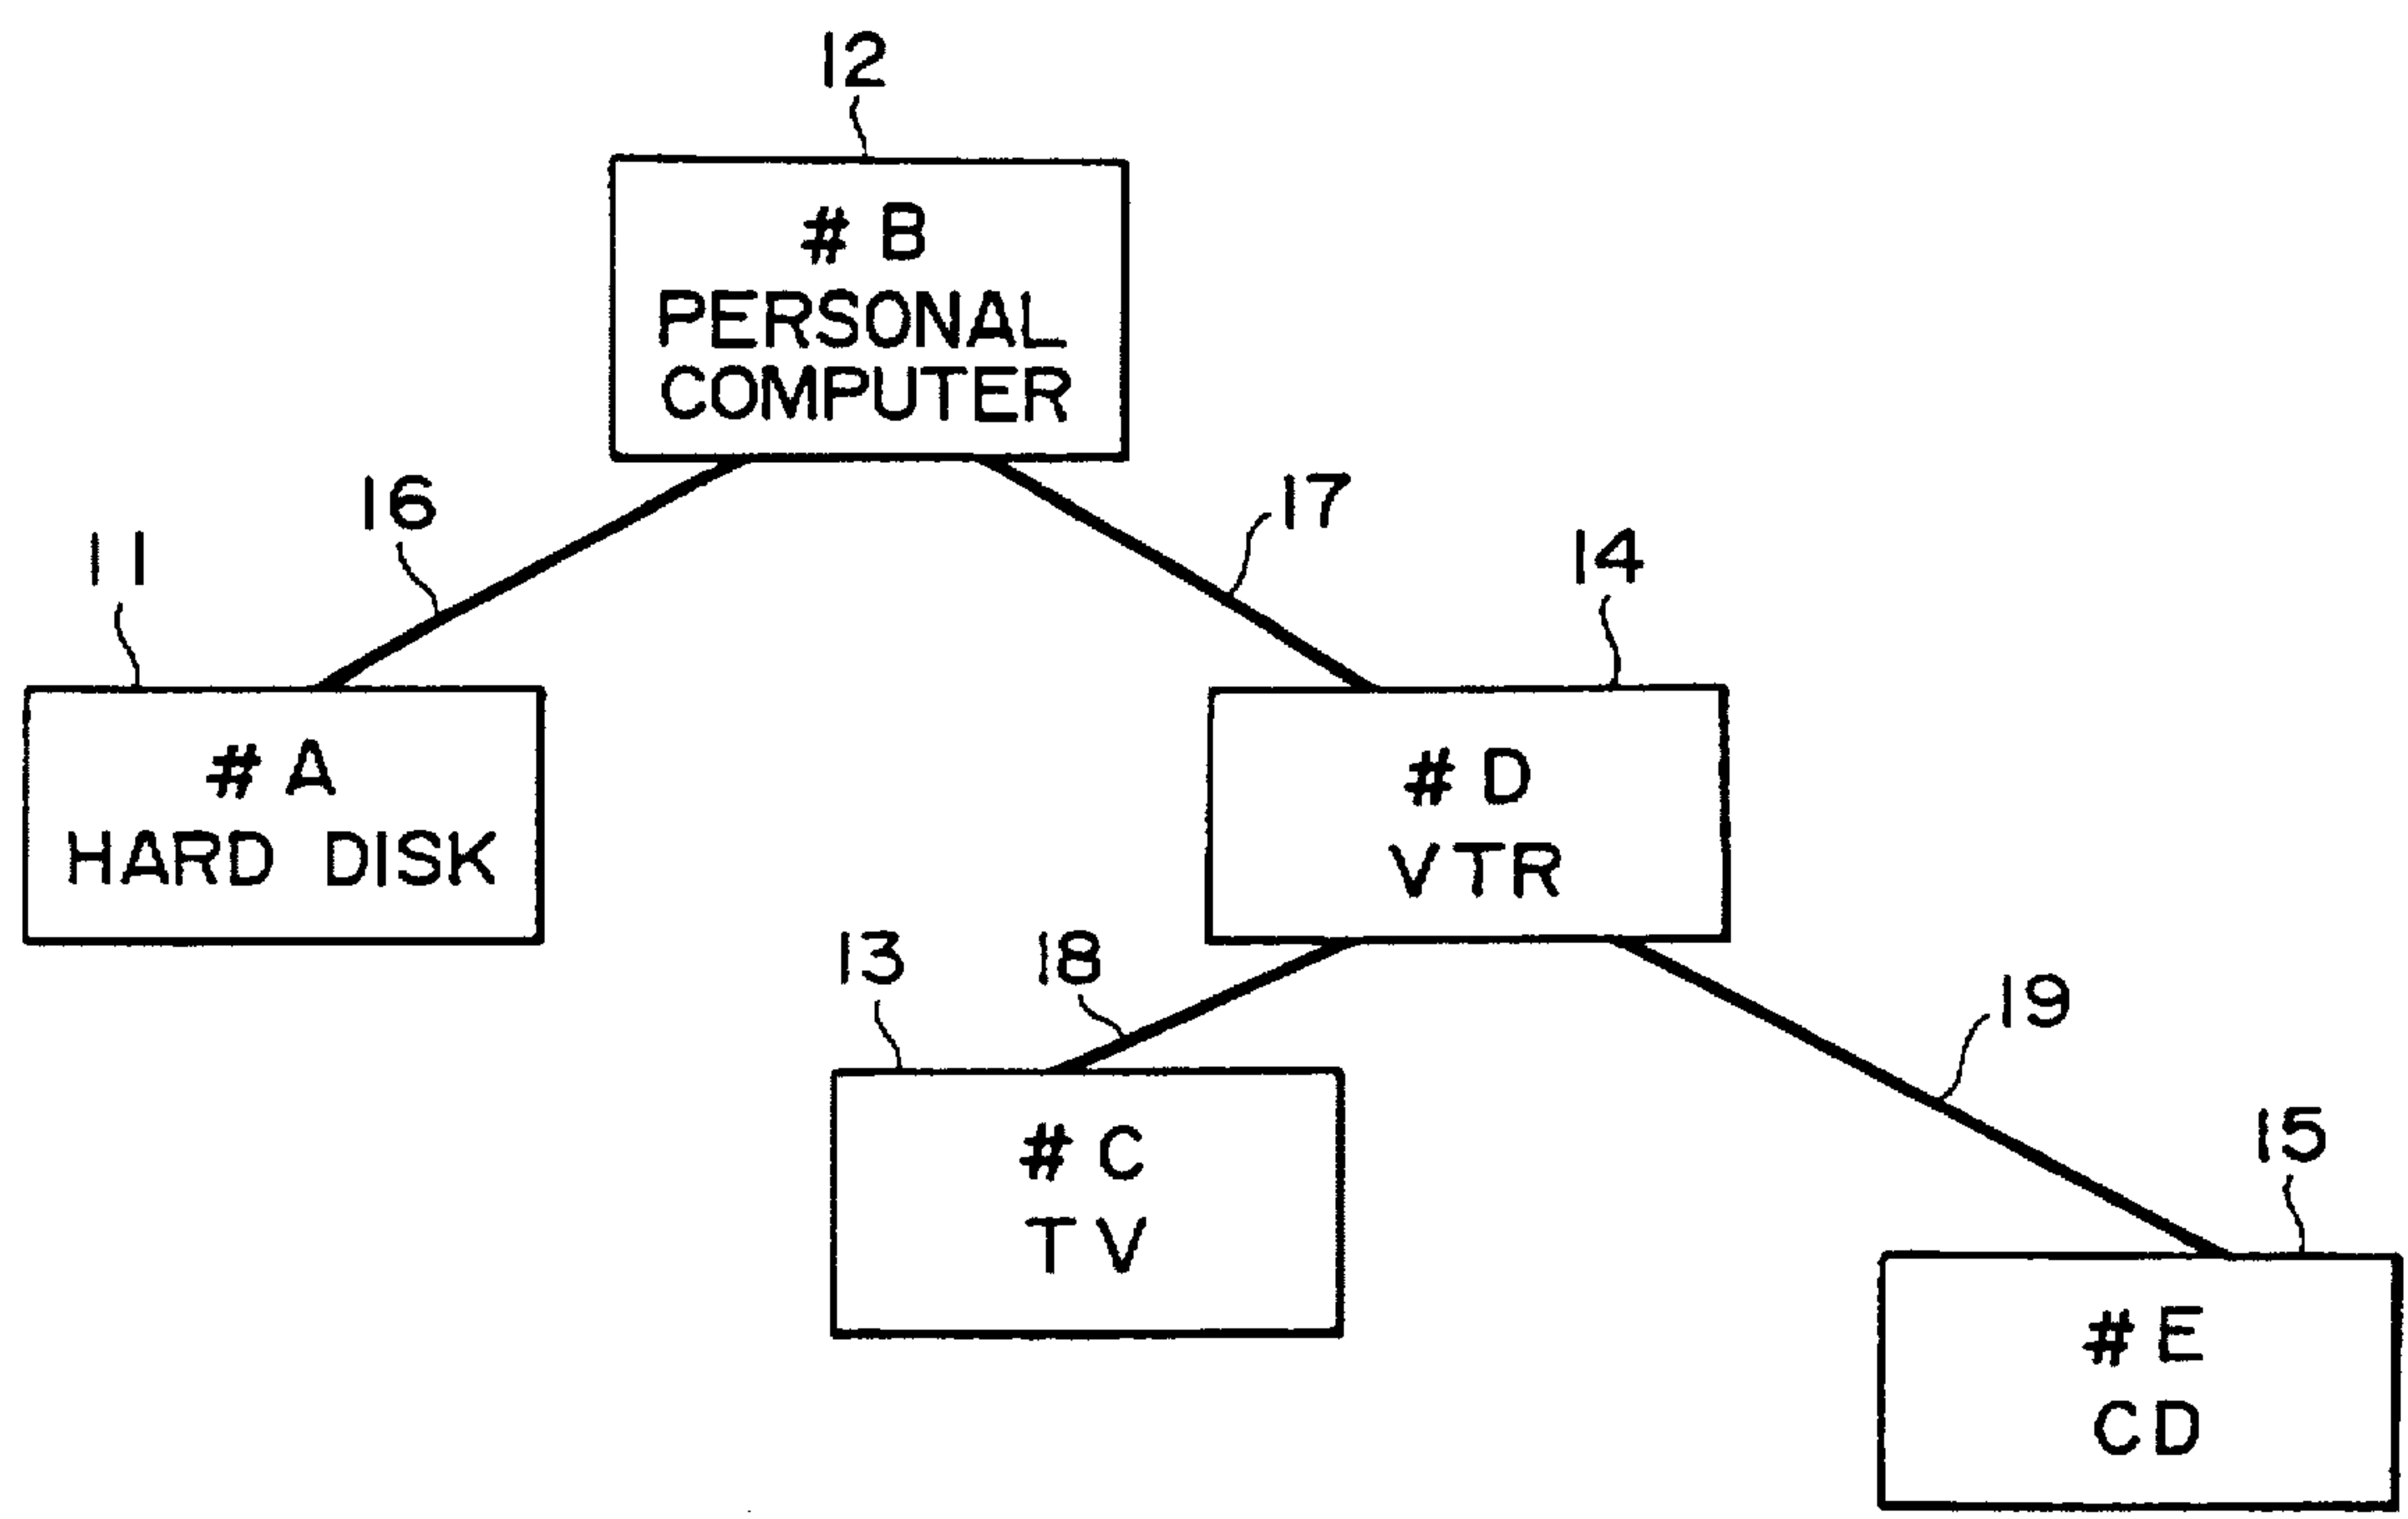 12
# B
PERSONAL
COMPUTER
16
17
11
14
# A
HARD DISK
# D
VTR
13
18
19
# C
TV
15
# E
CD